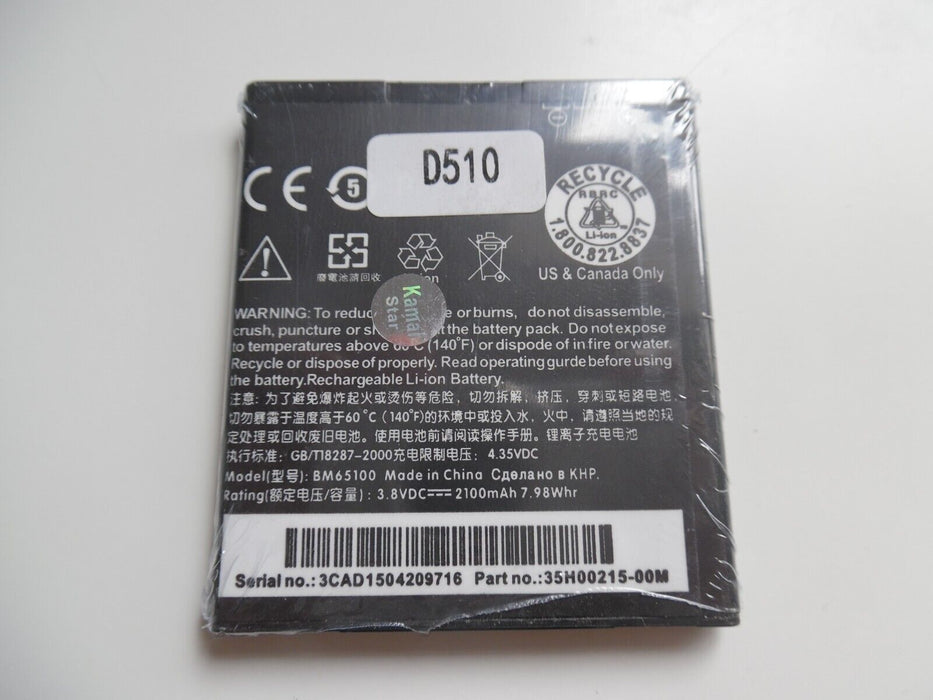 D510
CE
5
RECYCLE
RBRC
Li-ion
1.800.822.8837
US & Canada Only
廢電池請回收
Kamal
Star
WARNING: To reduc e or burns, do not disassemble,
crush, puncture or s t the battery pack. Do not expose
to temperatures above 60°C (140°F) or dispose of in fire or water.
Recycle or dispose of properly. Read operating gurde before using
the battery.Rechargeable Li-ion Battery.
注意: 为了避免爆炸起火或烫伤等危险, 切勿拆解, 挤压, 穿刺或短路电池
切勿暴露于温度高于60°C (140°F)的环境中或投入水, 火中, 请遵照当地的规
定处理或回收废旧电池。使用电池前请阅读操作手册。锂离子充电电池
执行标准: GB/T18287-2000充电限制电压: 4.35VDC
Model(型号): BM65100 Made in China Сделано в КНР.
Rating(额定电压/容量): 3.8VDC 2100mAh 7.98Whr
Serial no.:3CAD1504209716 Part no.:35H00215-00M